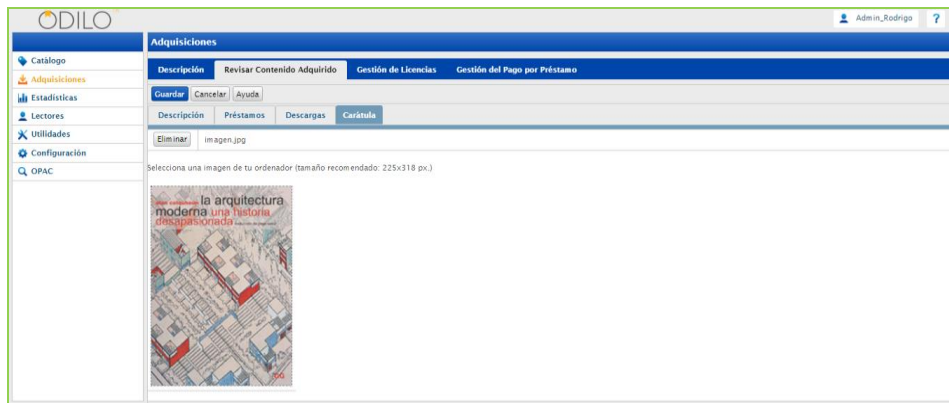 ODILO
Admin_Rodrigo ?
Adquisiciones
Catálogo
Adquisiciones
Estadísticas
Lectores
Utilidades
Configuración
OPAC
Descripción Revisar Contenido Adquirido Gestión de Licencias Gestión del Pago por Préstamo
Guardar Cancelar Ayuda
Descripción Préstamos Descargas Carátula
Eliminar imagen.jpg
Selecciona una imagen de tu ordenador (tamaño recomendado: 225x318 px.)
la arquitectura
moderna una historia
desapasionada
GG